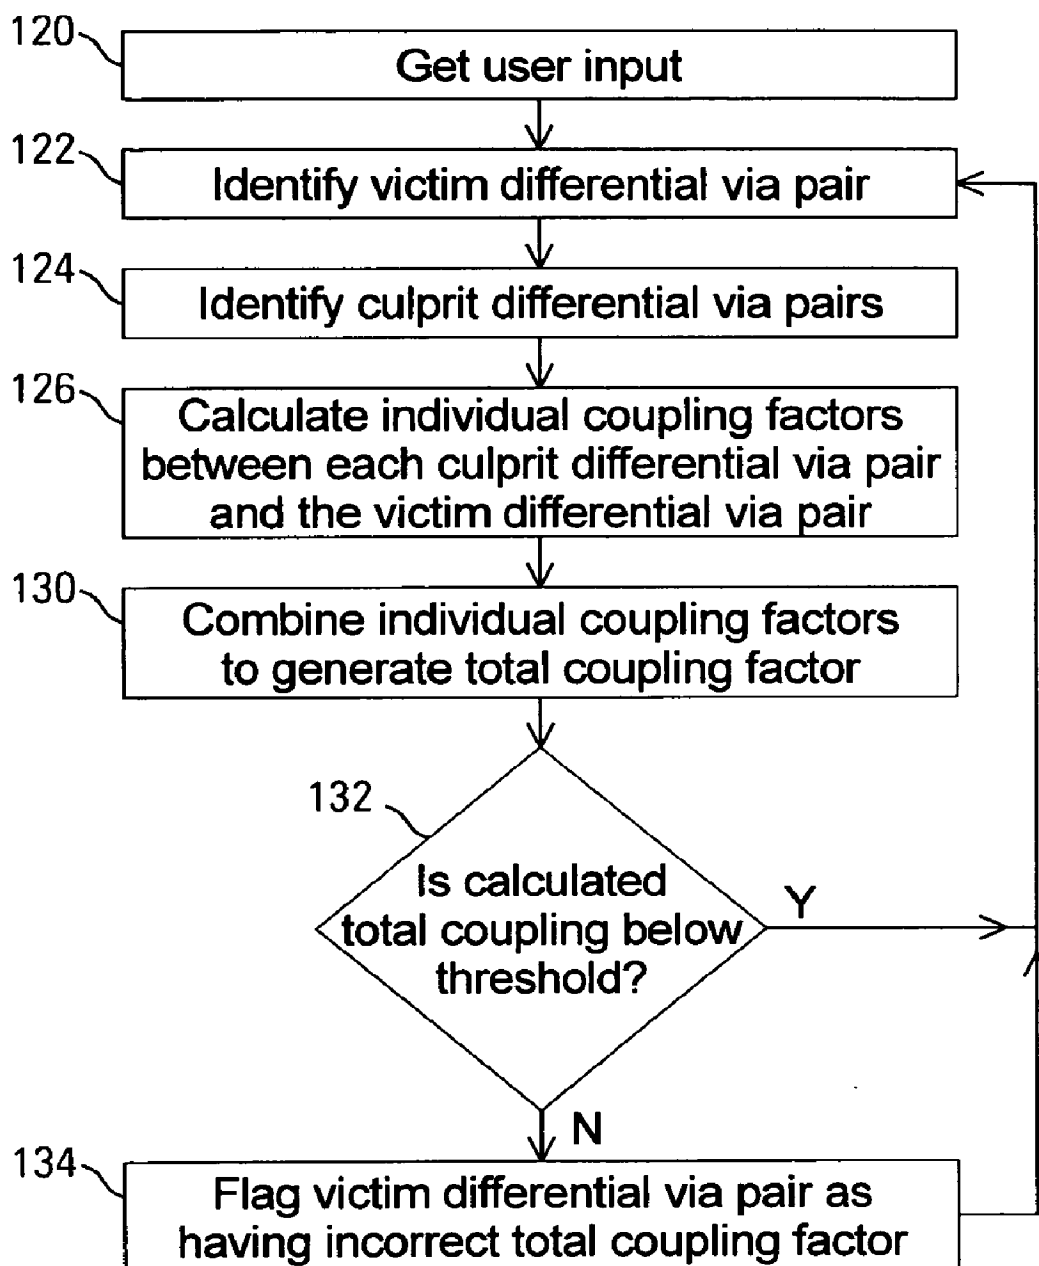 120
Get user input
122
Identify victim differential via pair
124
Identify culprit differential via pairs
126
Calculate individual coupling factors
between each culprit differential via pair
and the victim differential via pair
130
Combine individual coupling factors
to generate total coupling factor
132
Is calculated
total coupling below
threshold?
Y
N
134
Flag victim differential via pair as
having incorrect total coupling factor